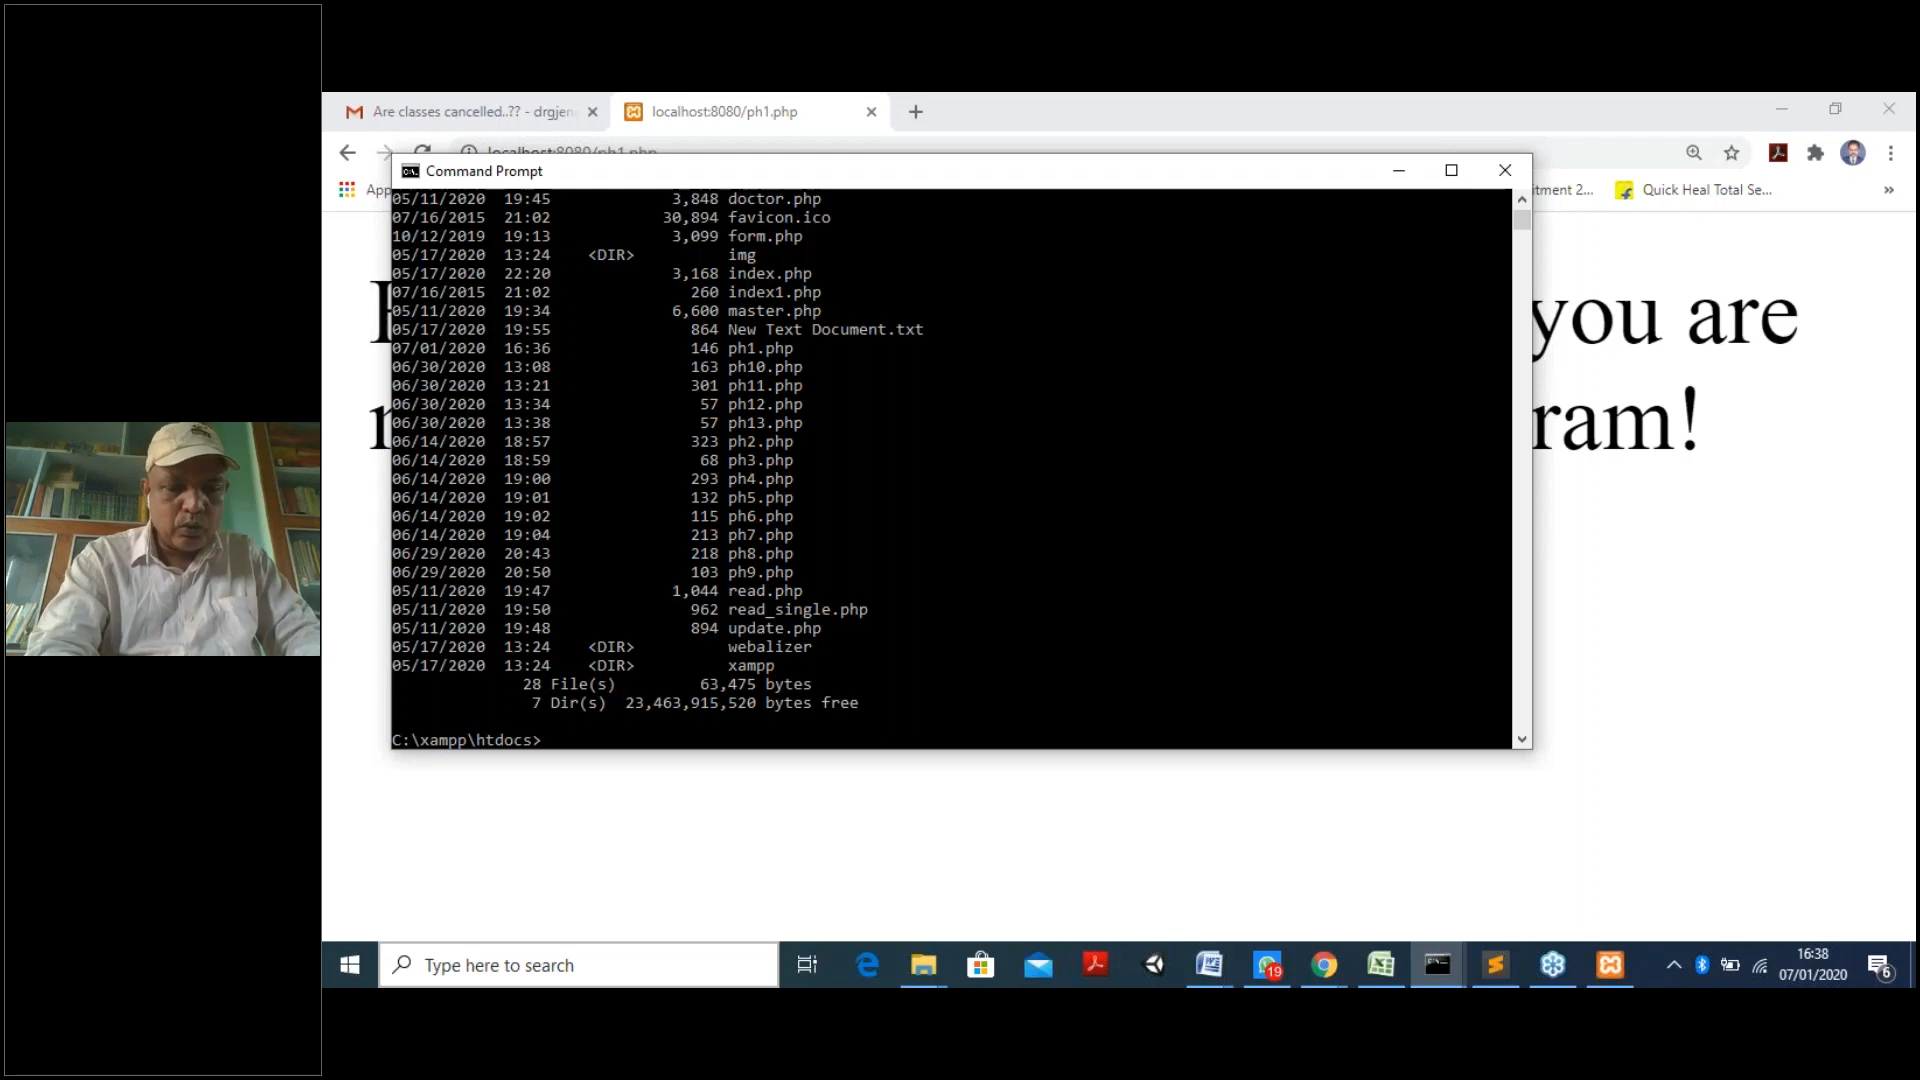 Are classes cancelled..?? - drgjen
localhost:8080/ph1.php
localhost:8080/ph1.php
Command Prompt
App
itment 2...
Quick Heal Total Se...
05/11/2020 19:45 3,848 doctor.php
07/16/2015 21:02 30,894 favicon.ico
10/12/2019 19:13 3,099 form.php
05/17/2020 13:24 <DIR> img
05/17/2020 22:20 3,168 index.php
07/16/2015 21:02 260 index1.php
05/11/2020 19:34 6,600 master.php
05/17/2020 19:55 864 New Text Document.txt
07/01/2020 16:36 146 ph1.php
06/30/2020 13:08 163 ph10.php
06/30/2020 13:21 301 ph11.php
06/30/2020 13:34 57 ph12.php
06/30/2020 13:38 57 ph13.php
06/14/2020 18:57 323 ph2.php
06/14/2020 18:59 68 ph3.php
06/14/2020 19:00 293 ph4.php
06/14/2020 19:01 132 ph5.php
06/14/2020 19:02 115 ph6.php
06/14/2020 19:04 213 ph7.php
06/29/2020 20:43 218 ph8.php
06/29/2020 20:50 103 ph9.php
05/11/2020 19:47 1,044 read.php
05/11/2020 19:50 962 read_single.php
05/11/2020 19:48 894 update.php
05/17/2020 13:24 <DIR> webalizer
05/17/2020 13:24 <DIR> xampp
28 File(s) 63,475 bytes
7 Dir(s) 23,463,915,520 bytes free
C:\xampp\htdocs>
you are
ram!
Type here to search
19
16:38
07/01/2020
6